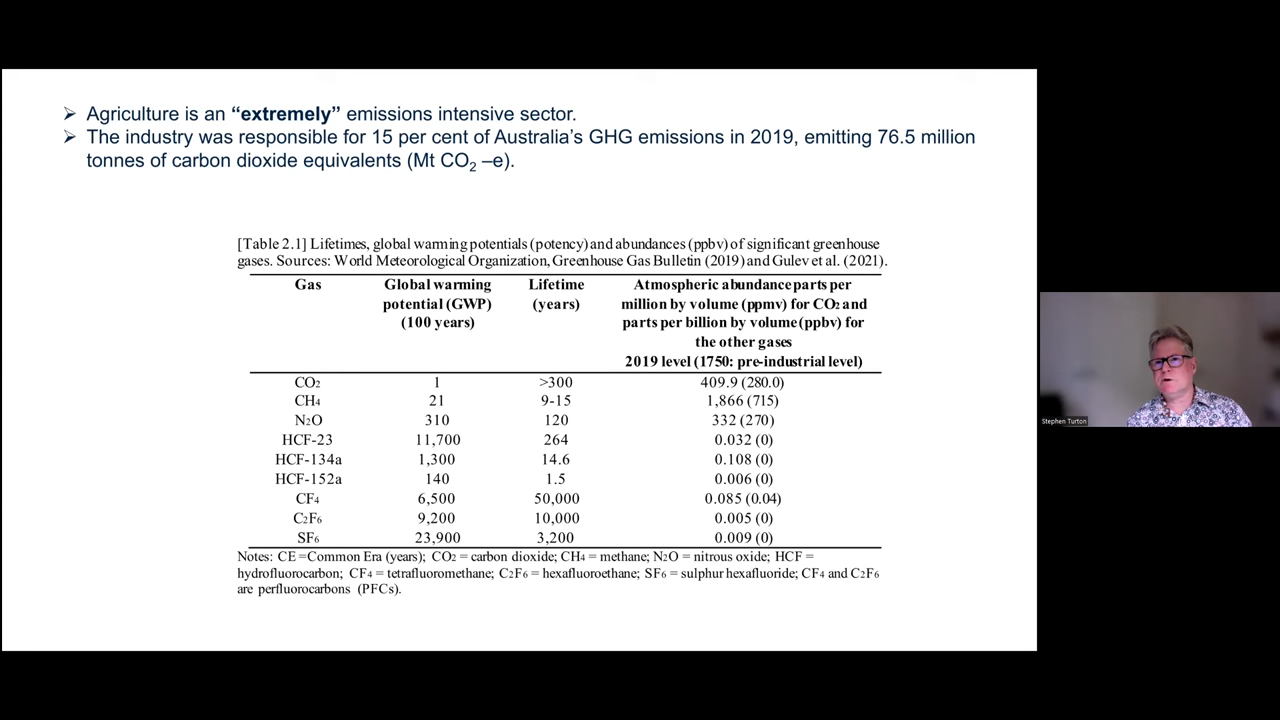 ➢ Agriculture is an “extremely” emissions intensive sector.
➢ The industry was responsible for 15 per cent of Australia’s GHG emissions in 2019, emitting 76.5 million
tonnes of carbon dioxide equivalents (Mt CO₂ –e).
[Table 2.1] Lifetimes, global warming potentials (potency) and abundances (ppbv) of significant greenhouse
gases. Sources: World Meteorological Organization, Greenhouse Gas Bulletin (2019) and Gulev et al. (2021).
Gas Global warming potential (GWP) (100 years) Lifetime (years) Atmospheric abundance parts per million by volume (ppmv) for CO₂ and parts per billion by volume (ppbv) for the other gases 2019 level (1750: pre-industrial level)
CO₂ 1 >300 409.9 (280.0)
CH₄ 21 9-15 1,866 (715)
N₂O 310 120 332 (270)
HCF-23 11,700 264 0.032 (0)
HCF-134a 1,300 14.6 0.108 (0)
HCF-152a 140 1.5 0.006 (0)
CF₄ 6,500 50,000 0.085 (0.04)
C₂F₆ 9,200 10,000 0.005 (0)
SF₆ 23,900 3,200 0.009 (0)
Notes: CE =Common Era (years); CO₂ = carbon dioxide; CH₄ = methane; N₂O = nitrous oxide; HCF =
hydrofluorocarbon; CF₄ = tetrafluoromethane; C₂F₆ = hexafluoroethane; SF₆ = sulphur hexafluoride; CF₄ and C₂F₆
are perfluorocarbons (PFCs).
Stephen Turton